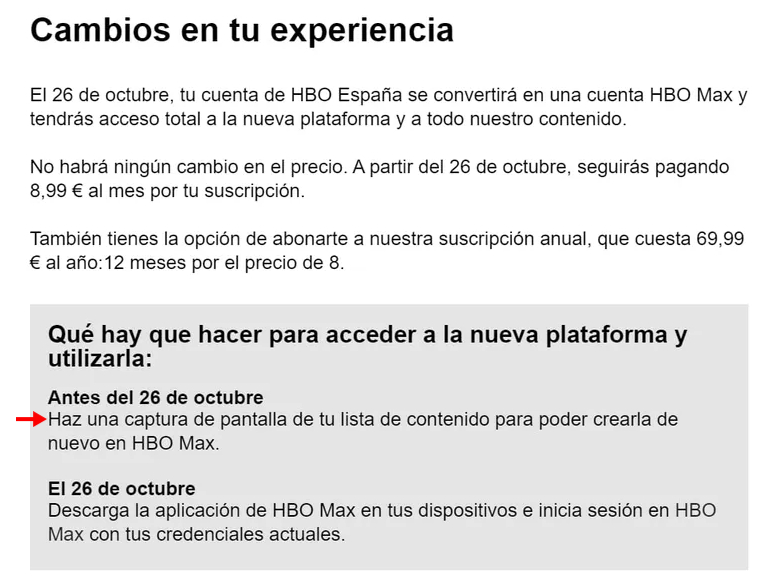 Cambios en tu experiencia
El 26 de octubre, tu cuenta de HBO España se convertirá en una cuenta HBO Max y
tendrás acceso total a la nueva plataforma y a todo nuestro contenido.
No habrá ningún cambio en el precio. A partir del 26 de octubre, seguirás pagando
8,99 € al mes por tu suscripción.
También tienes la opción de abonarte a nuestra suscripción anual, que cuesta 69,99
€ al año:12 meses por el precio de 8.
Qué hay que hacer para acceder a la nueva plataforma y
utilizarla:
Antes del 26 de octubre
Haz una captura de pantalla de tu lista de contenido para poder crearla de
nuevo en HBO Max.
El 26 de octubre
Descarga la aplicación de HBO Max en tus dispositivos e inicia sesión en HBO
Max con tus credenciales actuales.